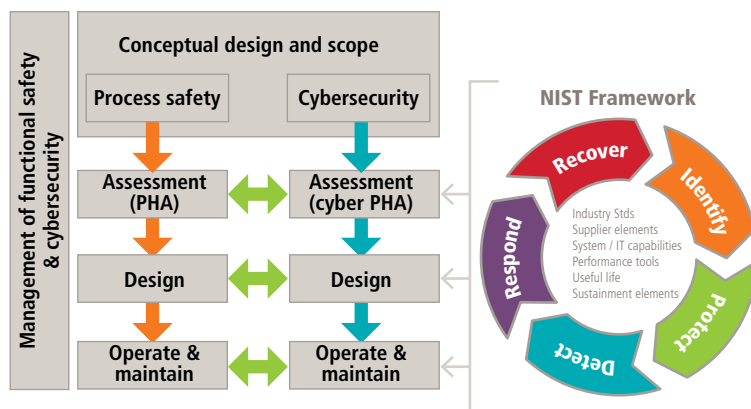 Management of functional safety
& cybersecurity
Conceptual design and scope
Process safety
Cybersecurity
Assessment
(PHA)
Assessment
(cyber PHA)
Design
Design
Operate &
maintain
Operate &
maintain
NIST Framework
Recover
Identify
Protect
Detect
Respond
Industry Stds
Supplier elements
System / IT capabilities
Performance tools
Useful life
Sustainment elements